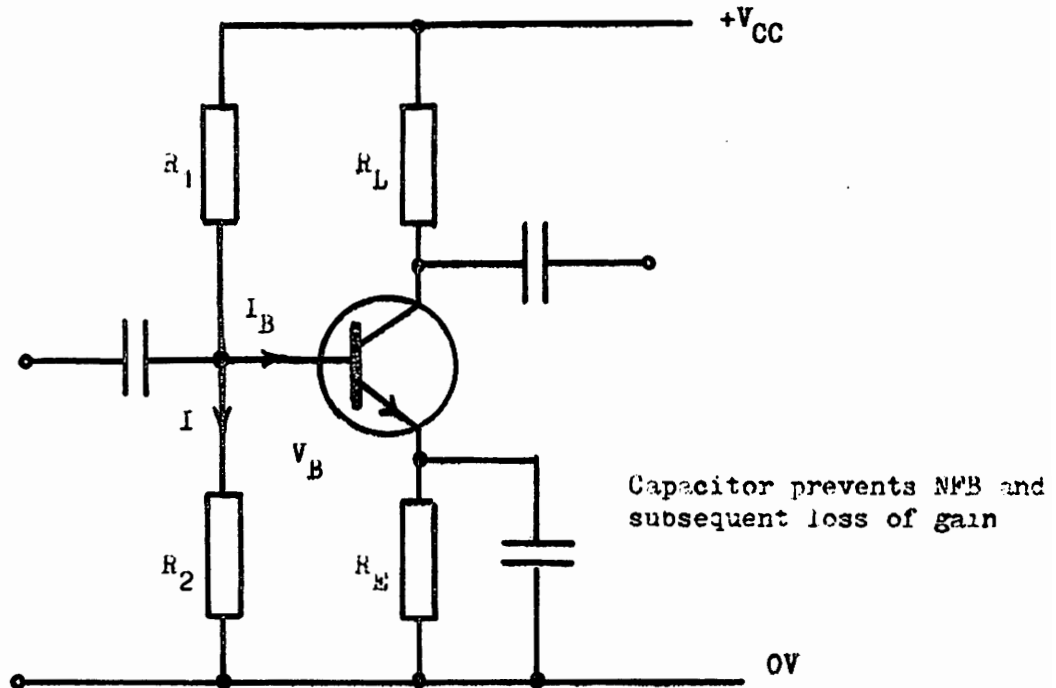 +VCC
R1
RL
IB
I
VB
Capacitor prevents NFB and
subsequent loss of gain
R2
RE
0V